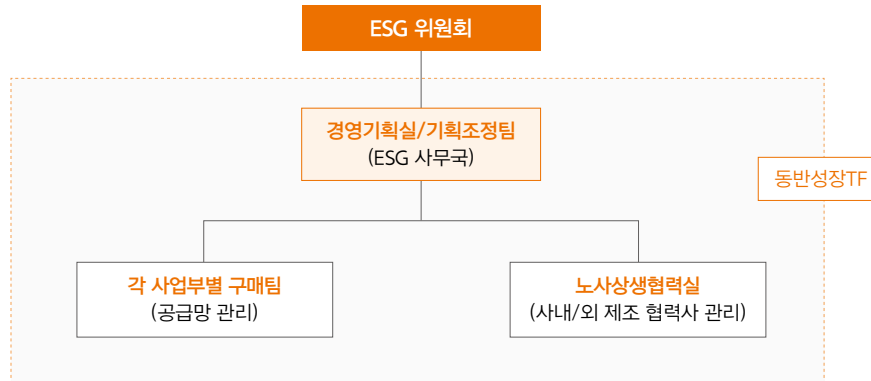 ESG 위원회
경영기획실/기획조정팀
(ESG 사무국)
동반성장TF
각 사업부별 구매팀
(공급망 관리)
노사상생협력실
(사내/외 제조 협력사 관리)